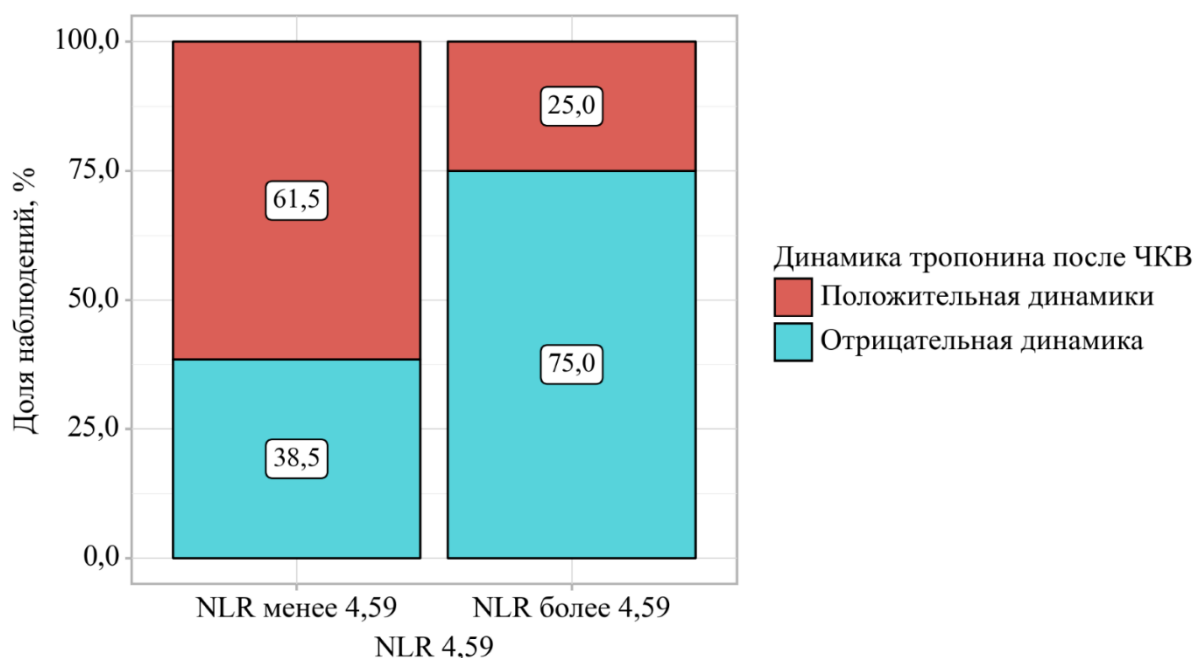 Доля наблюдений, %
100,0
75,0
50,0
25,0
0,0
61,5
38,5
25,0
75,0
NLR менее 4,59
NLR более 4,59
NLR 4,59
Динамика тропонина после ЧКВ
Положительная динамики
Отрицательная динамика